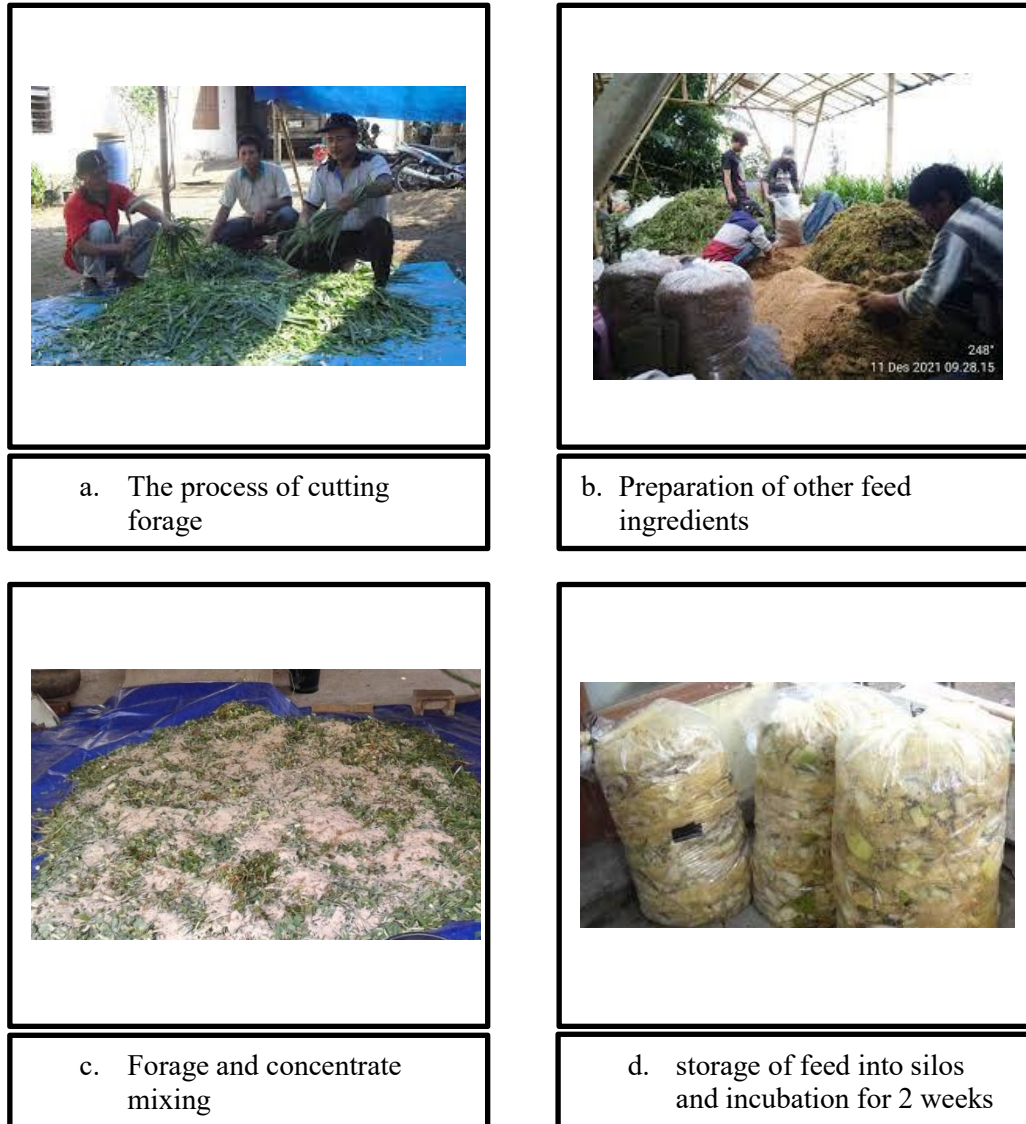 248°
11 Des 2021 09.28.15
a. The process of cutting
forage
b. Preparation of other feed
ingredients
c. Forage and concentrate
mixing
d. storage of feed into silos
and incubation for 2 weeks